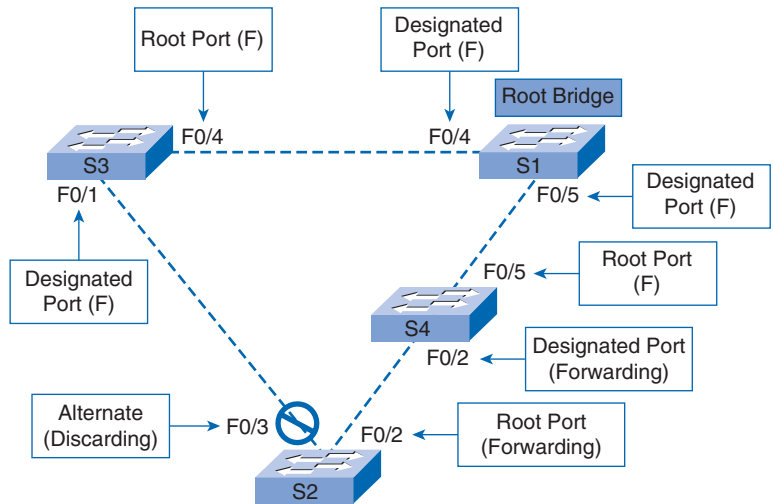 Root Port (F)
Designated
Port (F)
Root Bridge
F0/4
F0/4
S3
S1
F0/1
F0/5
Designated
Port (F)
Designated
Port (F)
F0/5
Root Port
(F)
S4
F0/2
Designated Port
(Forwarding)
Alternate
(Discarding)
F0/3
F0/2
Root Port
(Forwarding)
S2